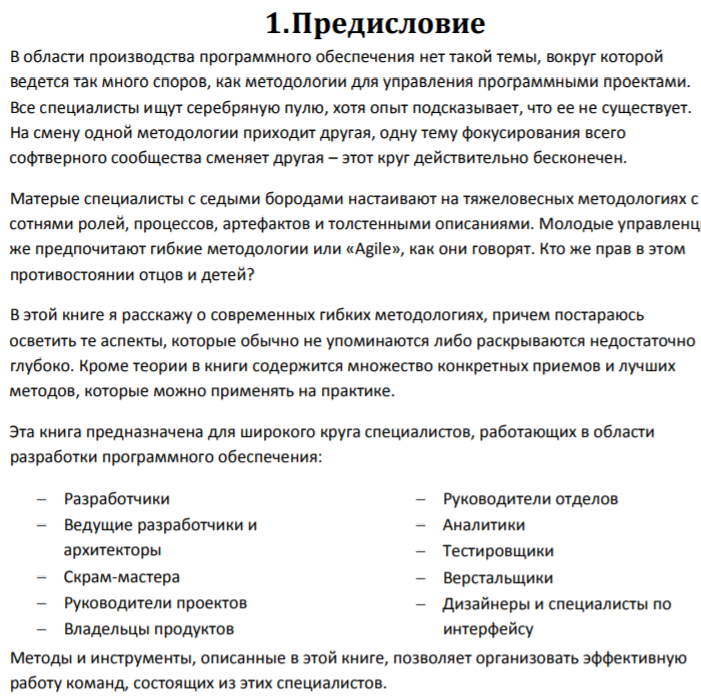 1.Предисловие
В области производства программного обеспечения нет такой темы, вокруг которой
ведется так много споров, как методологии для управления программными проектами.
Все специалисты ищут серебряную пулю, хотя опыт подсказывает, что ее не существует.
На смену одной методологии приходит другая, одну тему фокусирования всего
софтверного сообщества сменяет другая – этот круг действительно бесконечен.
Матерые специалисты с седыми бородами настаивают на тяжеловесных методологиях с
сотнями ролей, процессов, артефактов и толстенными описаниями. Молодые управленц
же предпочитают гибкие методологии или «Agile», как они говорят. Кто же прав в этом
противостоянии отцов и детей?
В этой книге я расскажу о современных гибких методологиях, причем постараюсь
осветить те аспекты, которые обычно не упоминаются либо раскрываются недостаточно
глубоко. Кроме теории в книги содержится множество конкретных приемов и лучших
методов, которые можно применять на практике.
Эта книга предназначена для широкого круга специалистов, работающих в области
разработки программного обеспечения:
– Разработчики
– Ведущие разработчики и
архитекторы
– Скрам-мастера
– Руководители проектов
– Владельцы продуктов
– Руководители отделов
– Аналитики
– Тестировщики
– Верстальщики
– Дизайнеры и специалисты по
интерфейсу
Методы и инструменты, описанные в этой книге, позволяет организовать эффективную
работу команд, состоящих из этих специалистов.